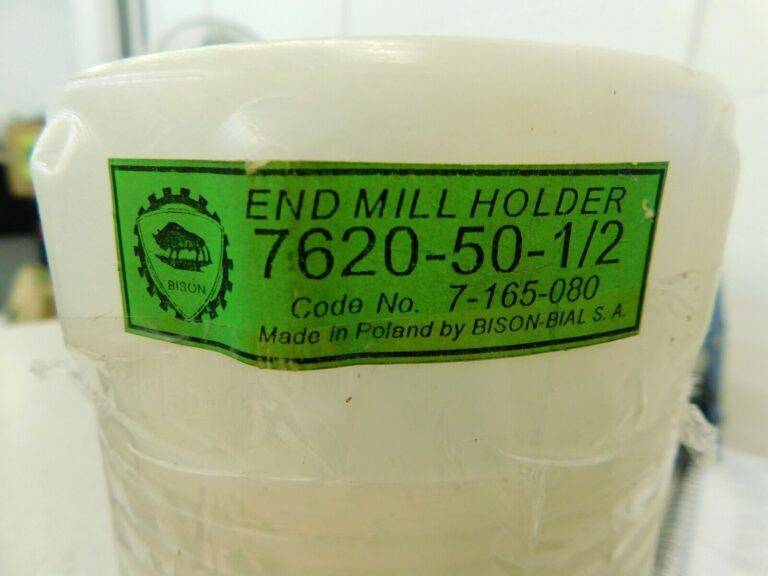 END MILL HOLDER
7620-50-1/2
Code No. 7-165-080
Made in Poland by BISON-BIAL S.A.
BISON